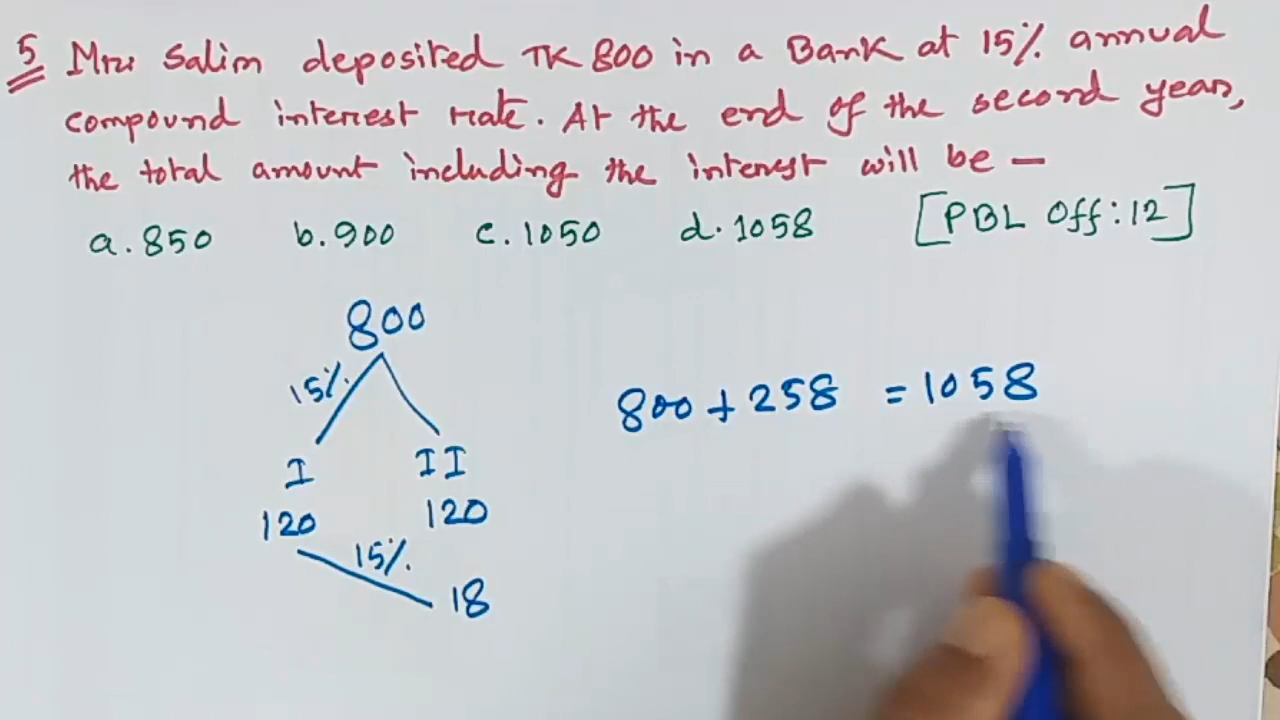 5 Mr. Salim deposited TK 800 in a Bank at 15% annual
compound interest rate. At the end of the second year,
the total amount including the interest will be —
a. 850 b. 900 c. 1050 d. 1058 [PBL Off: 12]
800
15%
I II
120 120
15%
18
800 + 258 = 1058